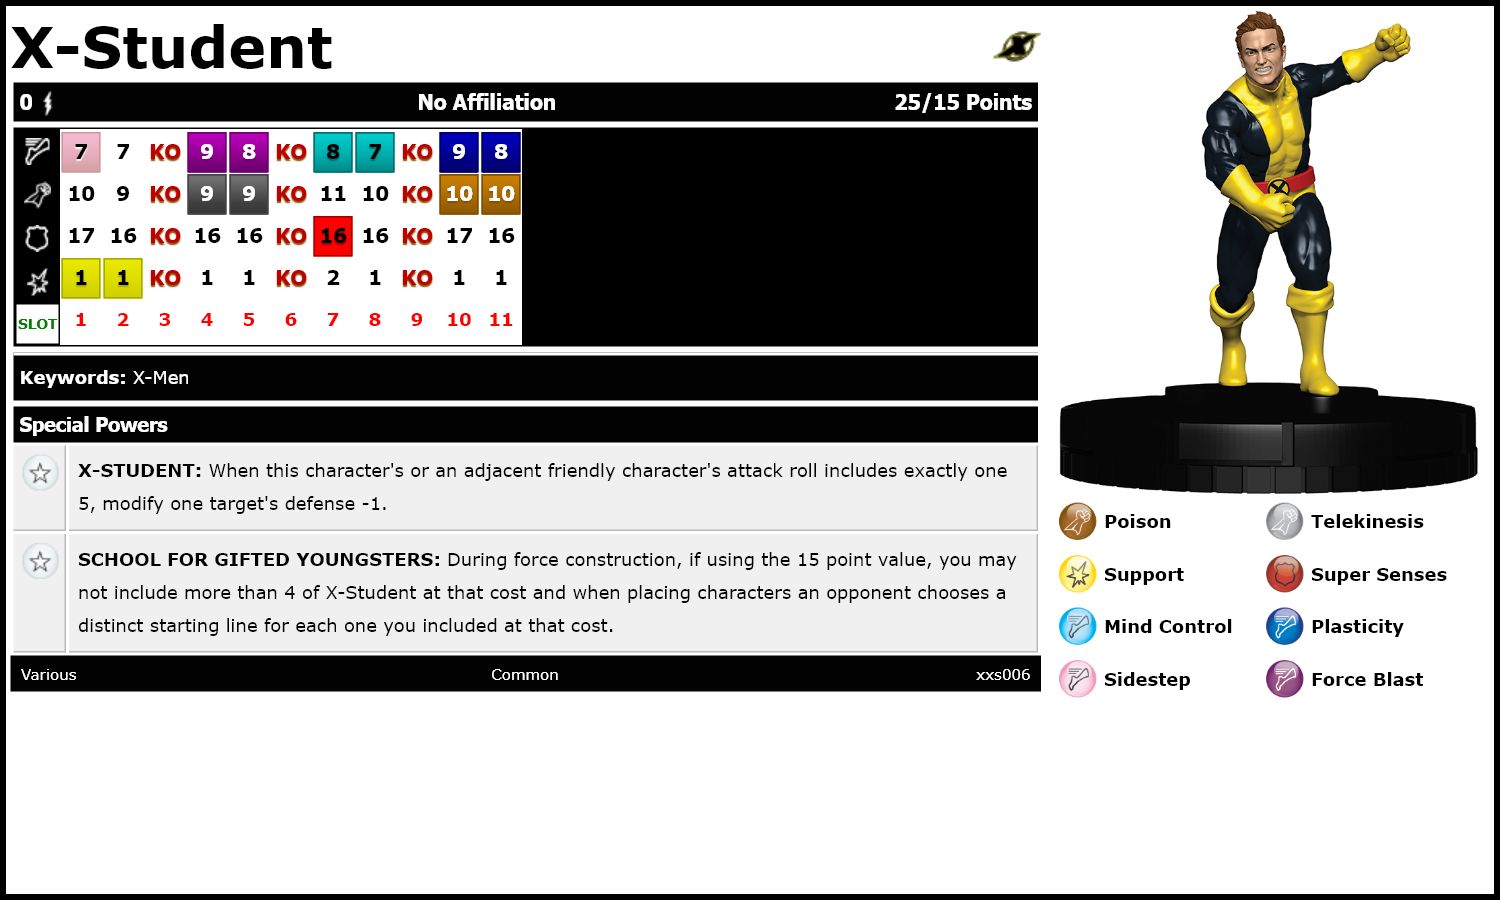 X-Student
0 No Affiliation 25/15 Points
7 7 KO 9 8 KO 8 7 KO 9 8
10 9 KO 9 9 KO 11 10 KO 10 10
17 16 KO 16 16 KO 16 16 KO 17 16
1 1 KO 1 1 KO 2 1 KO 1 1
SLOT 1 2 3 4 5 6 7 8 9 10 11
Keywords: X-Men
Special Powers
X-STUDENT: When this character's or an adjacent friendly character's attack roll includes exactly one
5, modify one target's defense -1.
SCHOOL FOR GIFTED YOUNGSTERS: During force construction, if using the 15 point value, you may
not include more than 4 of X-Student at that cost and when placing characters an opponent chooses a
distinct starting line for each one you included at that cost.
Various Common xxs006
Poison Telekinesis
Support Super Senses
Mind Control Plasticity
Sidestep Force Blast